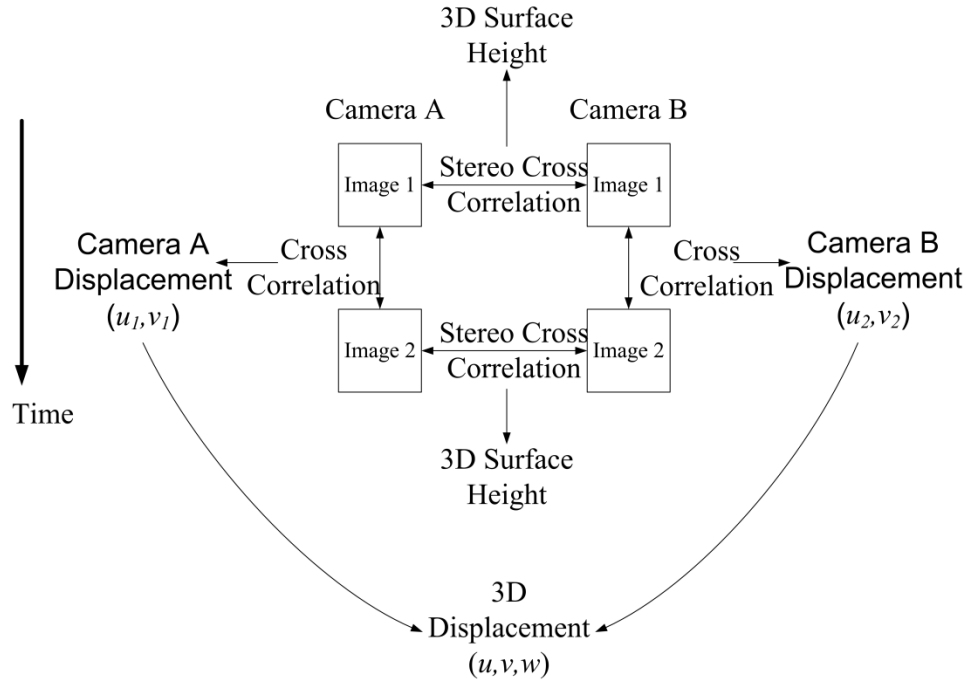 3D Surface
Height
Camera A
Camera B
Image 1
Stereo Cross
Correlation
Image 1
Camera A
Displacement
(u1,v1)
Cross
Correlation
Cross
Correlation
Camera B
Displacement
(u2,v2)
Image 2
Stereo Cross
Correlation
Image 2
Time
3D Surface
Height
3D
Displacement
(u,v,w)